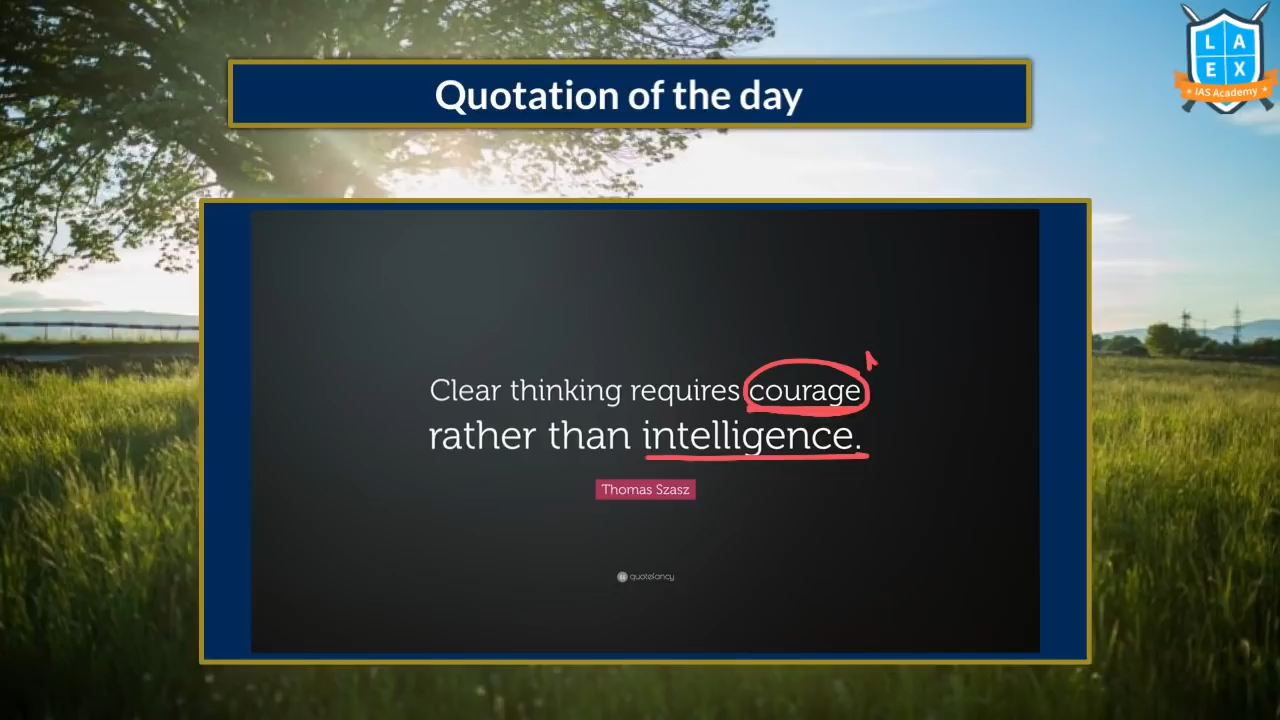 L A
E X
IAS Academy
Quotation of the day
Clear thinking requires courage
rather than intelligence.
Thomas Szasz
quotefancy